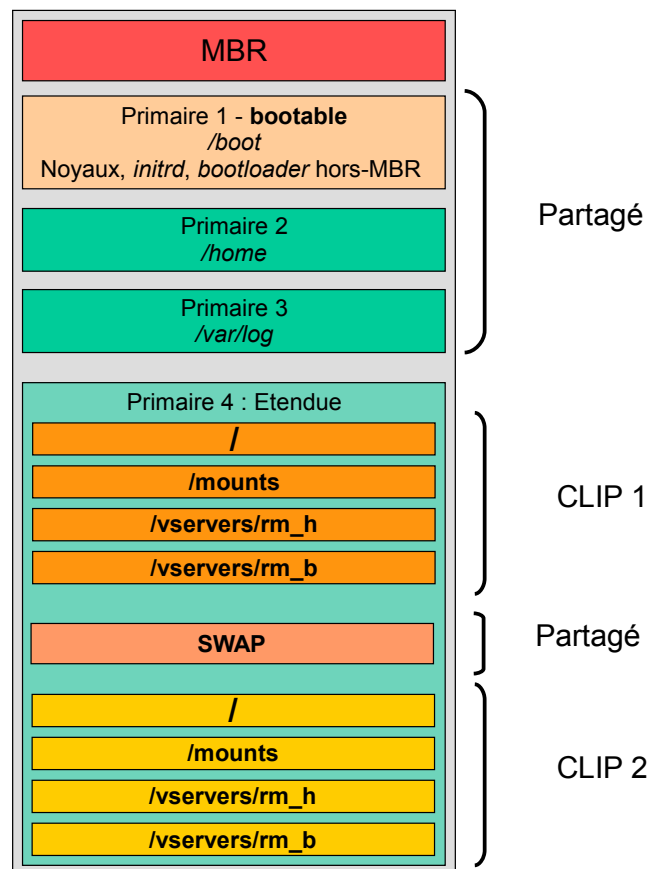 MBR
Primaire 1 - bootable
/boot
Noyaux, initrd, bootloader hors-MBR
Primaire 2
/home
Primaire 3
/var/log
Partagé
Primaire 4 : Etendue
/
/mounts
/vservers/rm_h
/vservers/rm_b
CLIP 1
SWAP
Partagé
/
/mounts
/vservers/rm_h
/vservers/rm_b
CLIP 2